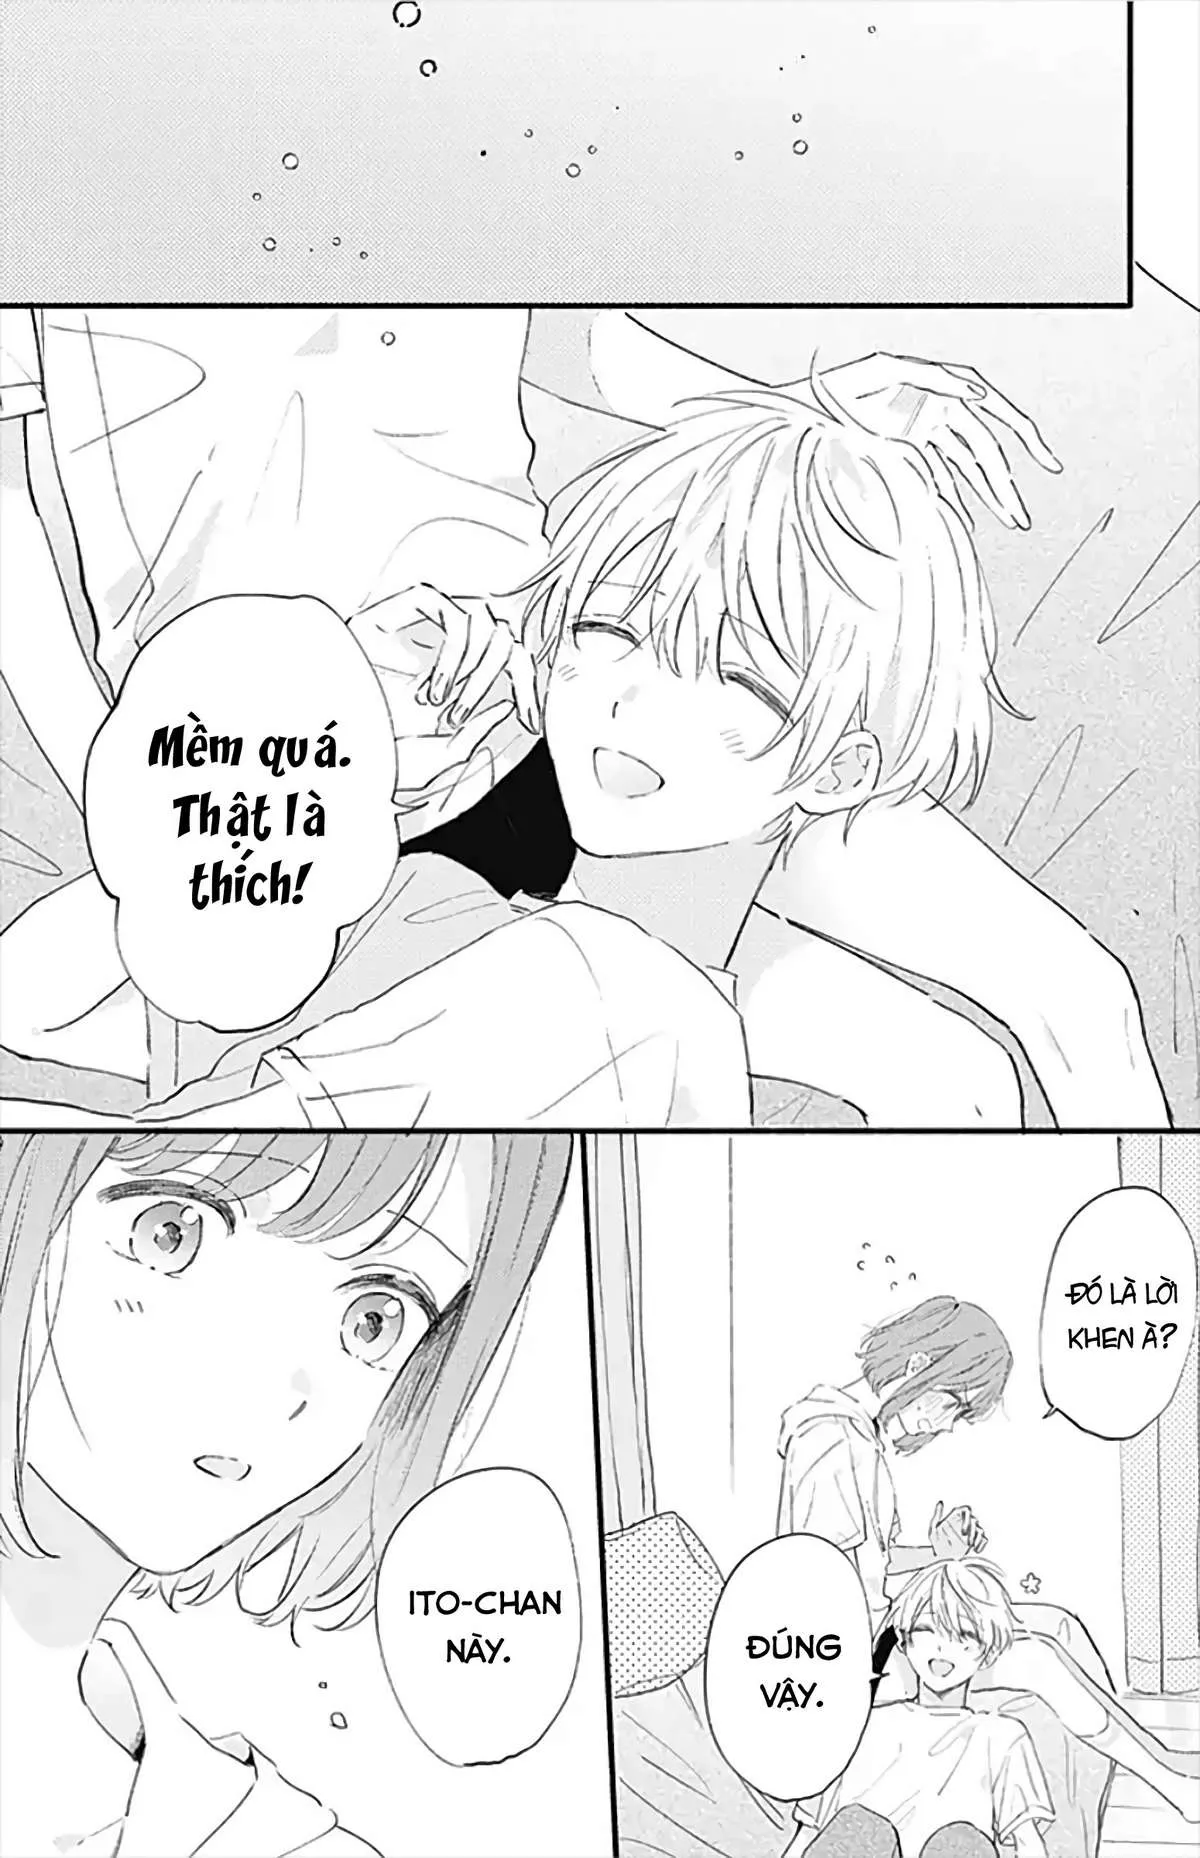 Mềm quá.
Thật là
thích!
ĐÓ LÀ LỜI
KHEN À?
ĐÚNG
VẬY.
ITO-CHAN
NÀY.